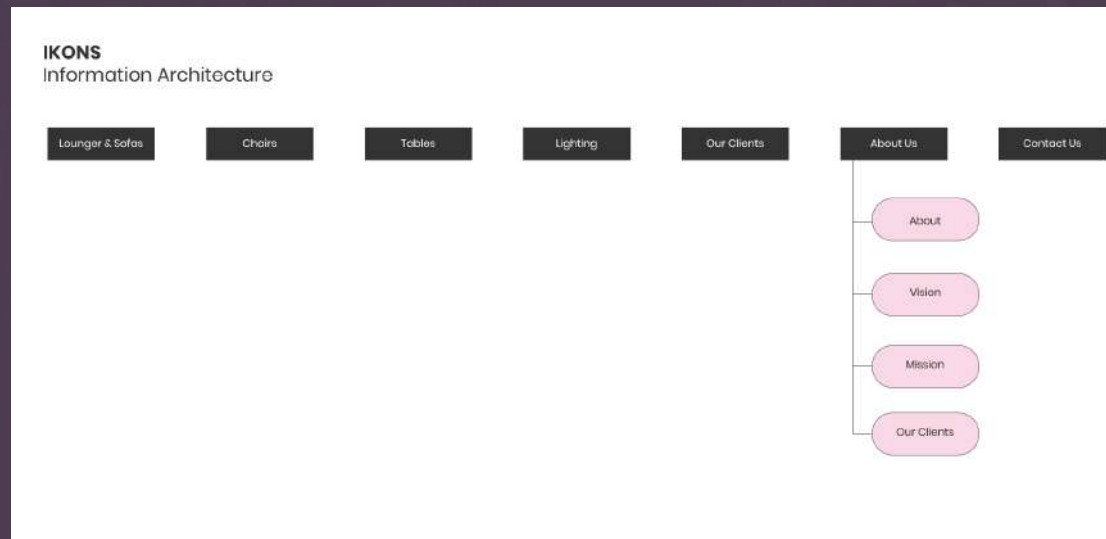 IKONS
Information Architecture
Lounger & Sofas
Chairs
Tables
Lighting
Our Clients
About Us
Contact Us
About
Vision
Mission
Our Clients